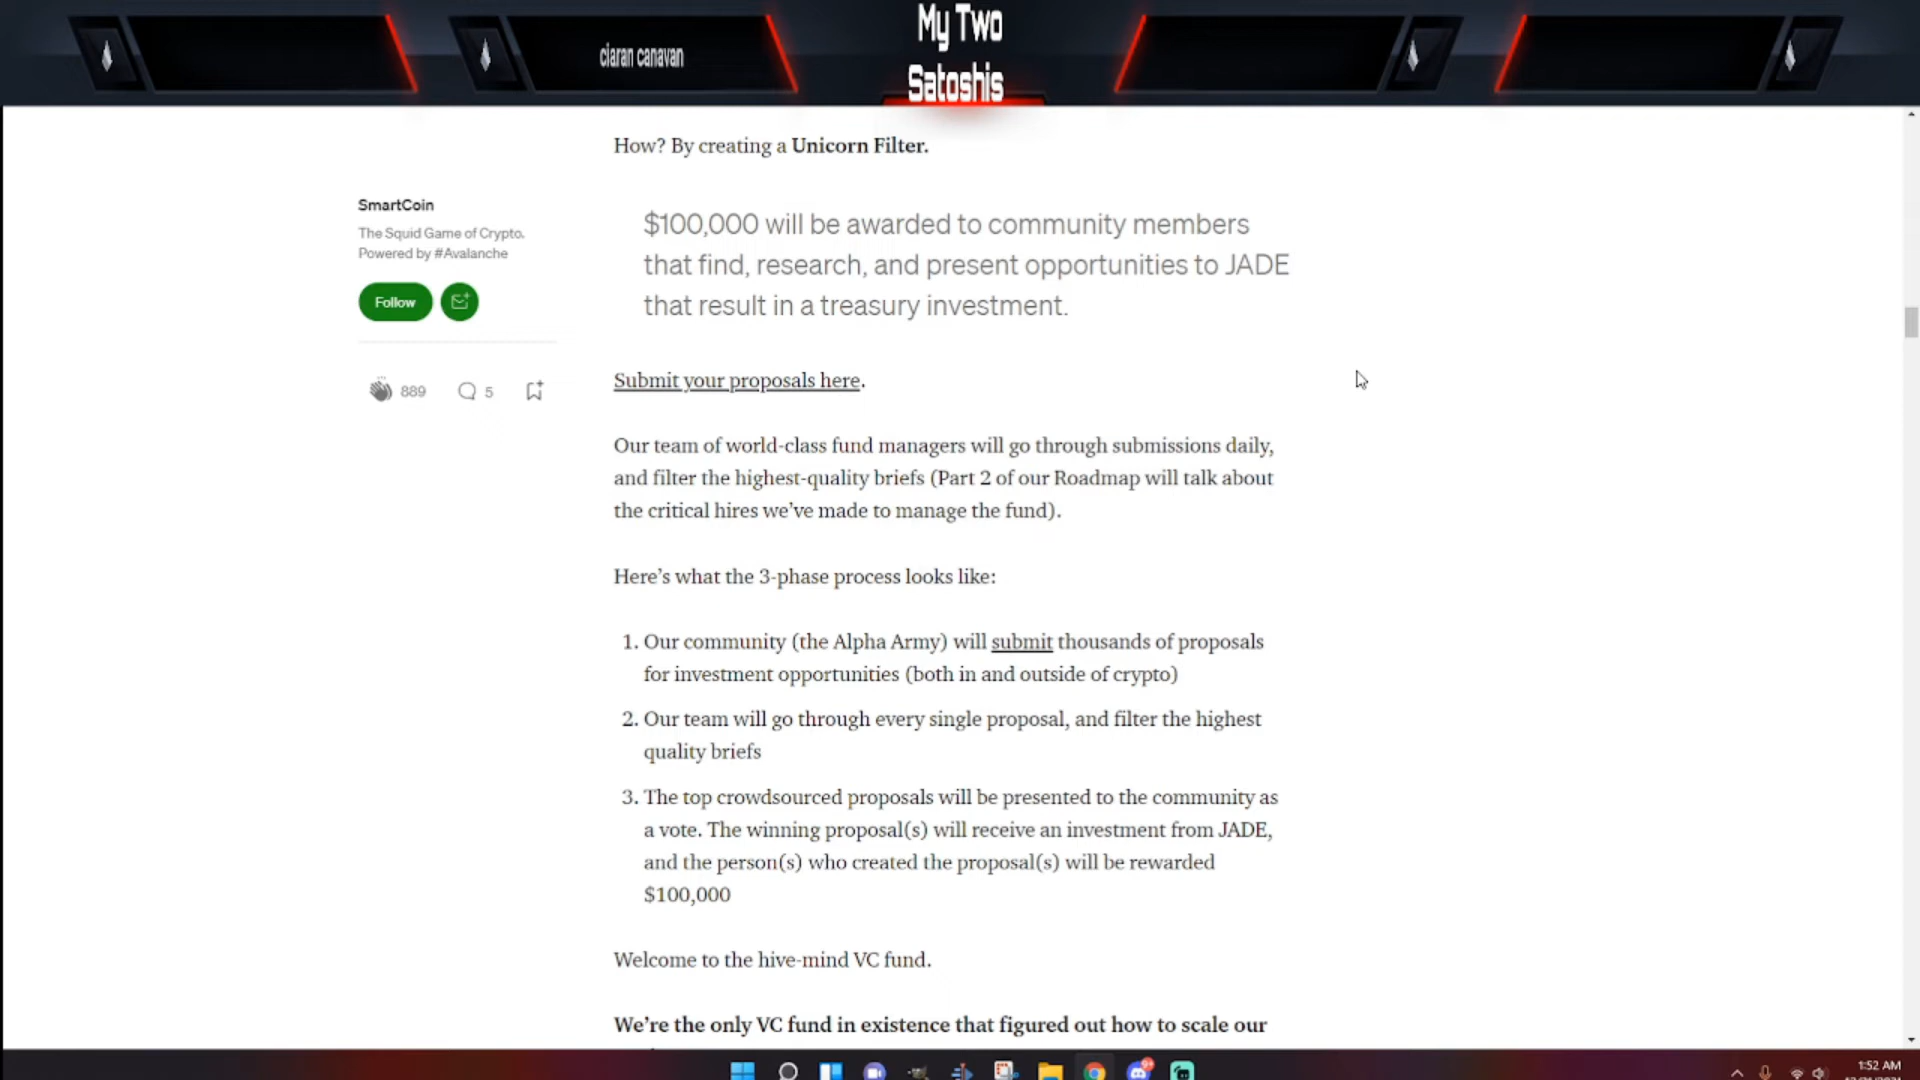 My Two
Satoshis
ciaran canavan
How? By creating a Unicorn Filter.
SmartCoin
The Squid Game of Crypto.
Powered by #Avalanche
Follow
889
5
$100,000 will be awarded to community members
that find, research, and present opportunities to JADE
that result in a treasury investment.
Submit your proposals here.
Our team of world-class fund managers will go through submissions daily,
and filter the highest-quality briefs (Part 2 of our Roadmap will talk about
the critical hires we've made to manage the fund).
Here's what the 3-phase process looks like:
1. Our community (the Alpha Army) will submit thousands of proposals
for investment opportunities (both in and outside of crypto)
2. Our team will go through every single proposal, and filter the highest
quality briefs
3. The top crowdsourced proposals will be presented to the community as
a vote. The winning proposal(s) will receive an investment from JADE,
and the person(s) who created the proposal(s) will be rewarded
$100,000
Welcome to the hive-mind VC fund.
We're the only VC fund in existence that figured out how to scale our
1:52 AM